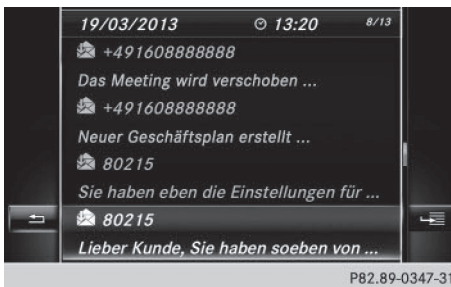 19/03/2013 13:20 8/13
+491608888888
Das Meeting wird verschoben ...
+491608888888
Neuer Geschäftsplan erstellt ...
80215
Sie haben eben die Einstellungen für ...
80215
Lieber Kunde, Sie haben soeben von ...
P82.89-0347-31